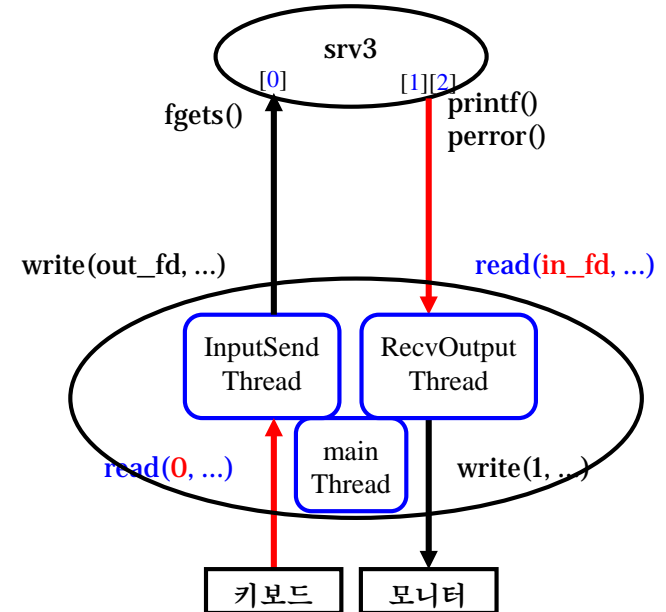 srv3
[0]
[1][2]
fgets()
printf()
perror()
write(out_fd, ...)
read(in_fd, ...)
InputSend
Thread
RecvOutput
Thread
main
Thread
read(0, ...)
write(1, ...)
키보드
모니터